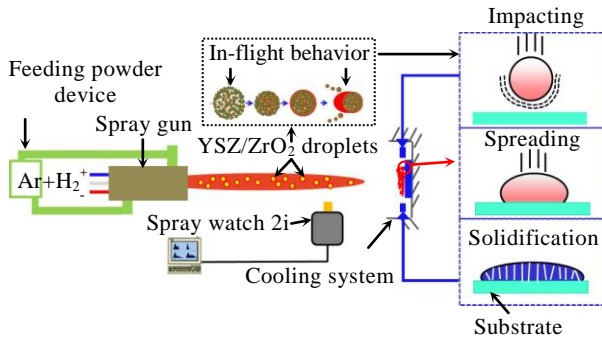 Impacting
In-flight behavior
Feeding powder
device
Spray gun
YSZ/ZrO2 droplets
Ar+H2
+
-
Spreading
Spray watch 2i
Cooling system
Solidification
Substrate